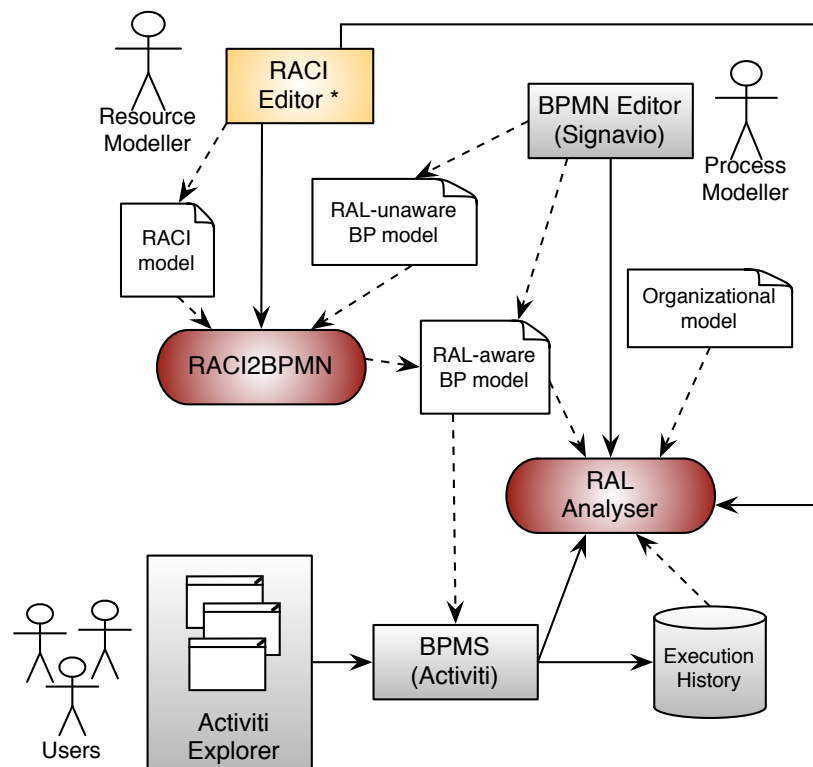 RACI
Editor *
Resource
Modeller
BPMN Editor
(Signavio)
Process
Modeller
RACI
model
RAL-unaware
BP model
Organizational
model
RACI2BPMN
RAL-aware
BP model
RAL
Analyser
BPMS
(Activiti)
Execution
History
Activiti
Explorer
Users